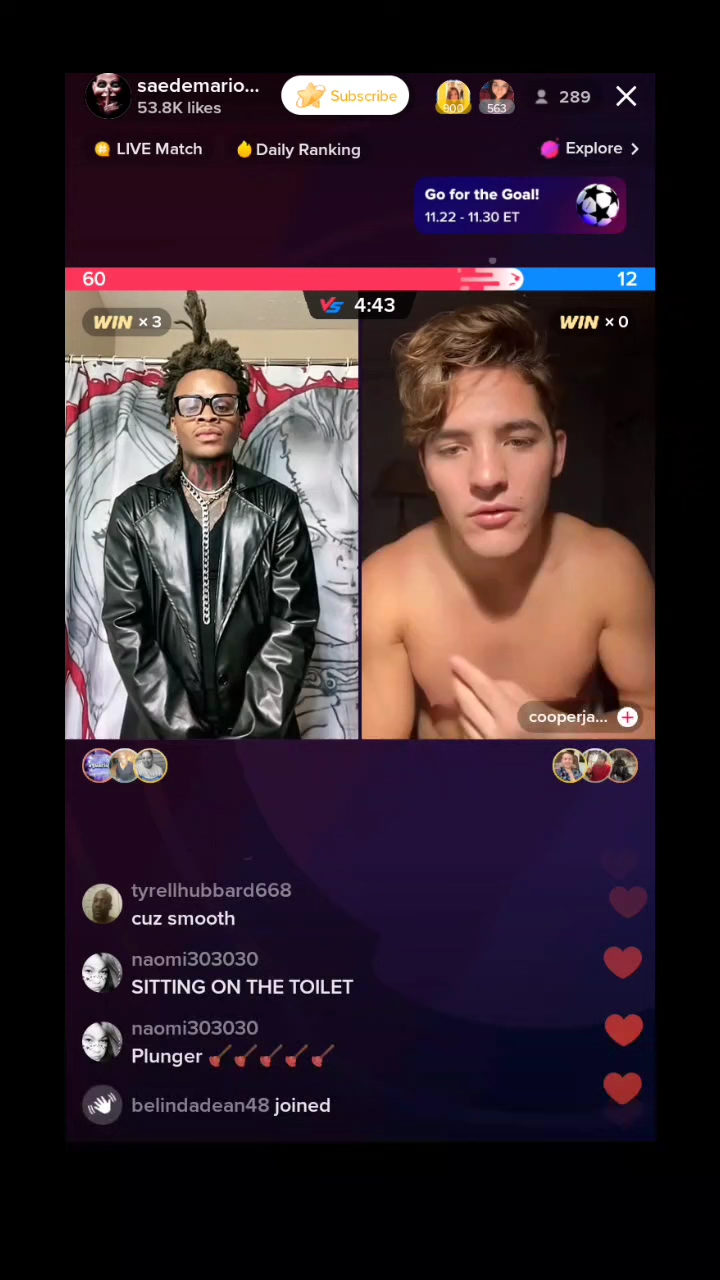 saedemario...
53.8K likes
Subscribe
800
563
289
LIVE Match
Daily Ranking
Explore >
Go for the Goal!
11.22 - 11.30 ET
60
12
VS 4:43
WIN × 3
WIN × 0
cooperja...
tyrellhubbard668
cuz smooth
naomi303030
SITTING ON THE TOILET
naomi303030
Plunger
belindadean48 joined